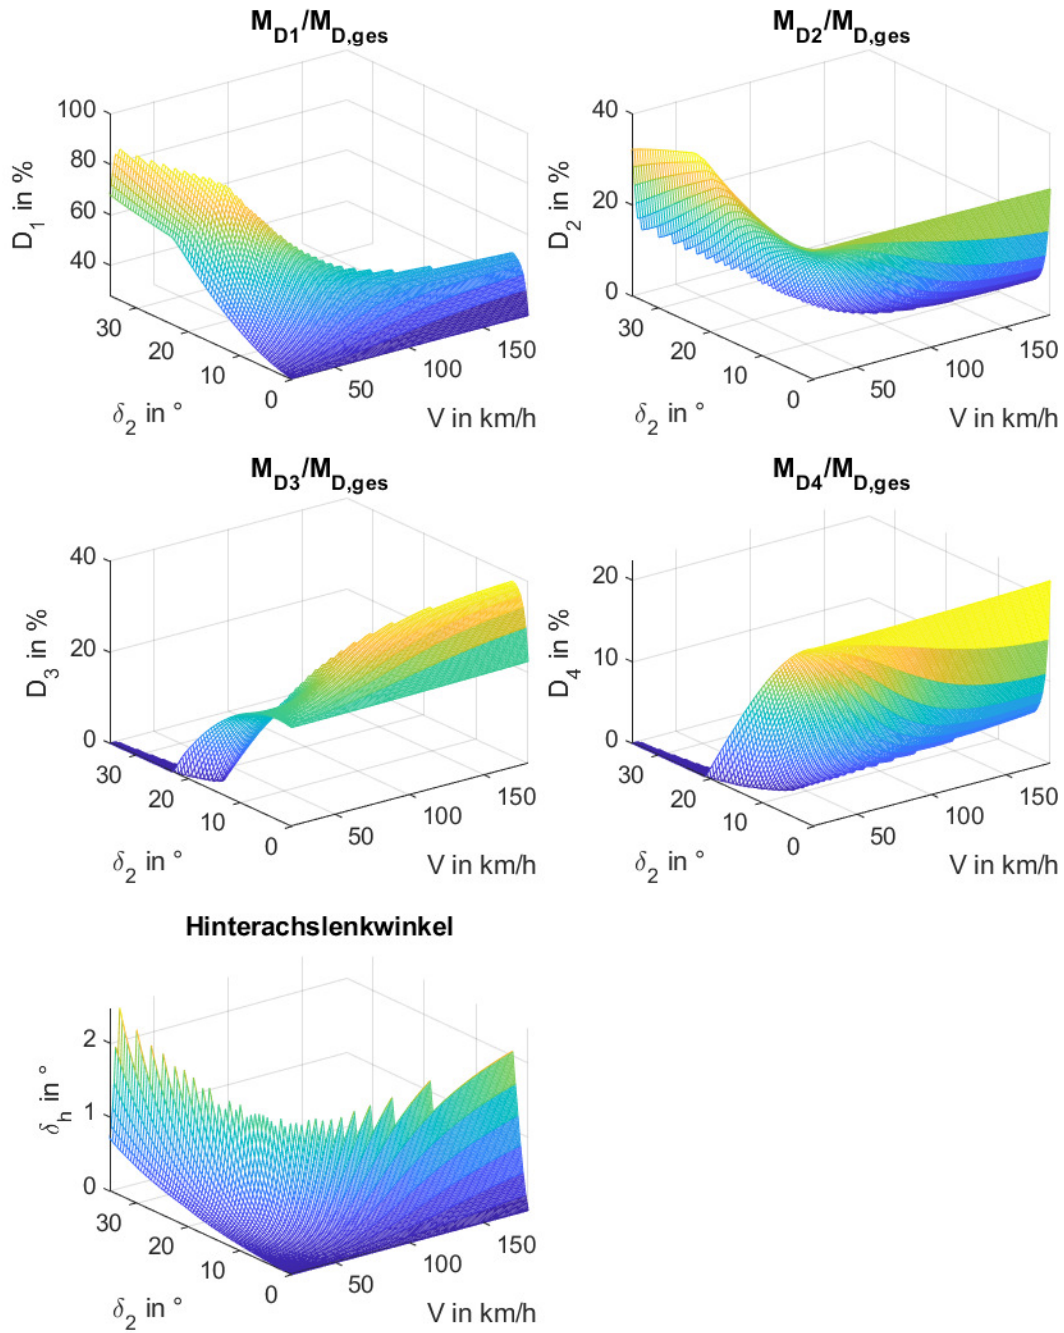 M_D1/M_D,ges
D_1 in %
100
80
60
40
30
20
10
0
50
100
150
δ_2 in °
V in km/h
M_D2/M_D,ges
D_2 in %
40
20
0
30
20
10
0
50
100
150
δ_2 in °
V in km/h
M_D3/M_D,ges
D_3 in %
40
20
0
30
20
10
0
50
100
150
δ_2 in °
V in km/h
M_D4/M_D,ges
D_4 in %
20
10
0
30
20
10
0
50
100
150
δ_2 in °
V in km/h
Hinterachslenkwinkel
δ_h in °
2
1
0
30
20
10
0
50
100
150
δ_2 in °
V in km/h